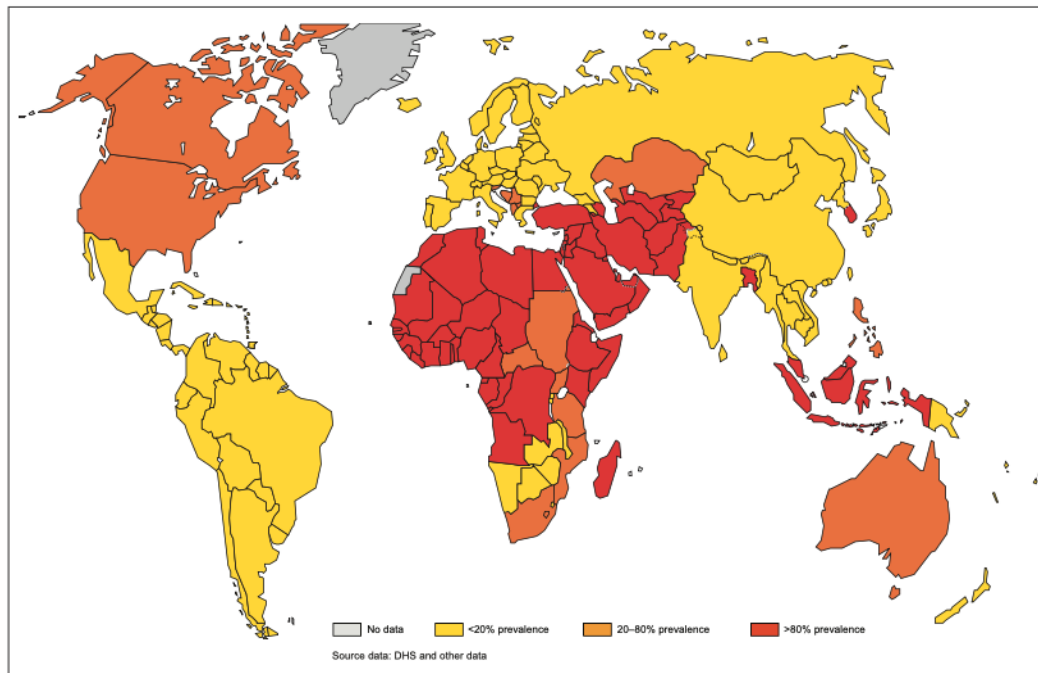 No data <20% prevalence 20–80% prevalence >80% prevalence
Source data: DHS and other data